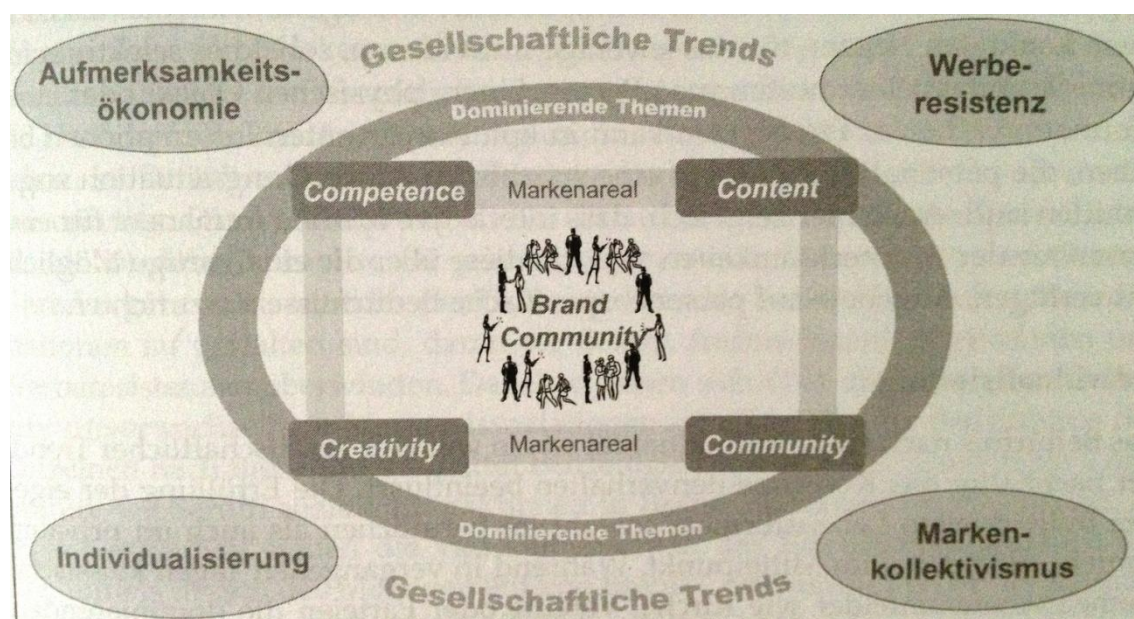 Gesellschaftliche Trends
Aufmerksamkeits-
ökonomie
Werbe-
resistenz
Dominierende Themen
Competence
Markenareal
Content
Brand
Community
Creativity
Markenareal
Community
Dominierende Themen
Individualisierung
Marken-
kollektivismus
Gesellschaftliche Trends